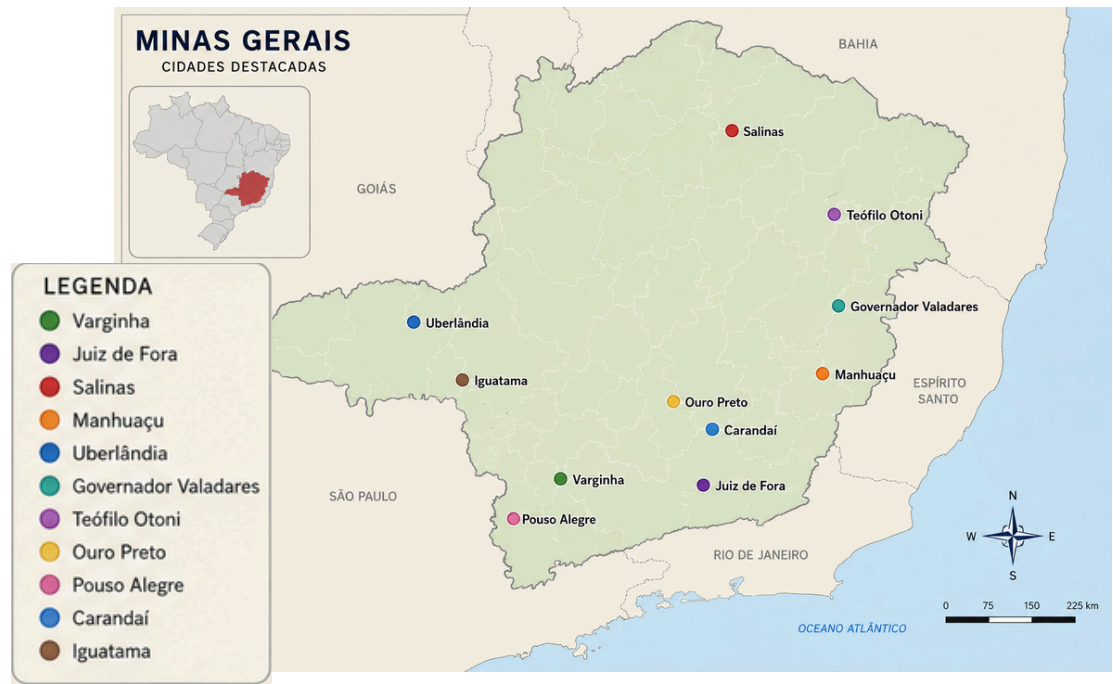 MINAS GERAIS
CIDADES DESTACADAS
BAHIA
Salinas
GOIÁS
Teófilo Otoni
LEGENDA
Varginha
Juiz de Fora
Salinas
Manhuaçu
Uberlândia
Governador Valadares
Teófilo Otoni
Ouro Preto
Pouso Alegre
Carandaí
Iguatama
Governador Valadares
Uberlândia
Manhuaçu
Iguatama
ESPÍRITO
SANTO
Ouro Preto
Carandaí
Varginha
Juiz de Fora
SÃO PAULO
Pouso Alegre
RIO DE JANEIRO
N
W
E
S
0 75 150 225 km
OCEANO ATLÂNTICO